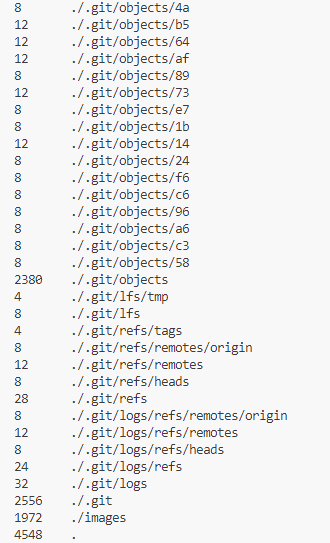 8 ./.git/objects/4a
12 ./.git/objects/b5
12 ./.git/objects/64
12 ./.git/objects/af
8 ./.git/objects/89
12 ./.git/objects/73
8 ./.git/objects/e7
8 ./.git/objects/1b
12 ./.git/objects/14
8 ./.git/objects/24
8 ./.git/objects/f6
8 ./.git/objects/c6
8 ./.git/objects/96
8 ./.git/objects/a6
8 ./.git/objects/c3
8 ./.git/objects/58
2380 ./.git/objects
4 ./.git/lfs/tmp
8 ./.git/lfs
4 ./.git/refs/tags
8 ./.git/refs/remotes/origin
12 ./.git/refs/remotes
8 ./.git/refs/heads
28 ./.git/refs
8 ./.git/logs/refs/remotes/origin
12 ./.git/logs/refs/remotes
8 ./.git/logs/refs/heads
24 ./.git/logs/refs
32 ./.git/logs
2556 ./.git
1972 ./images
4548 .